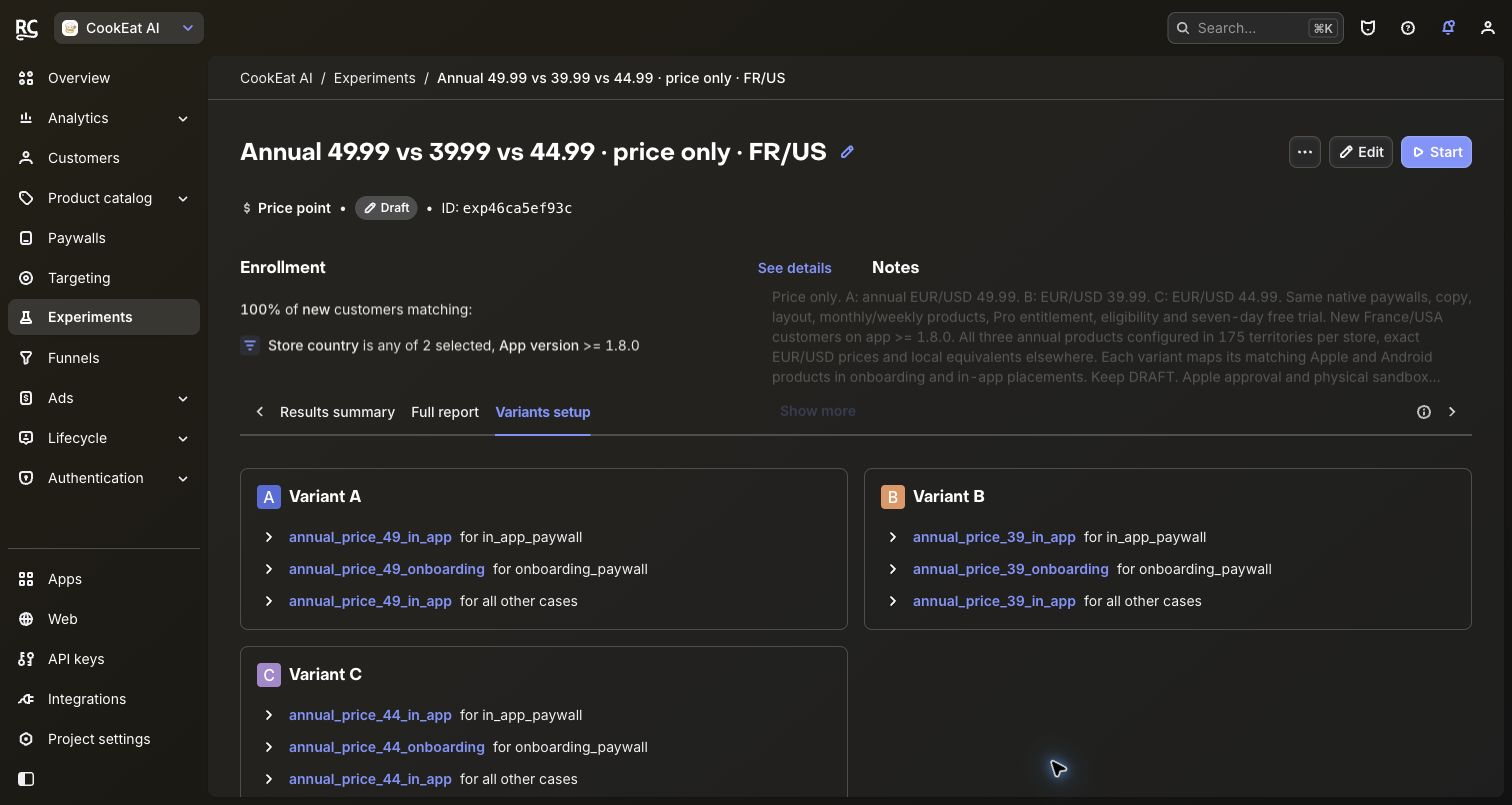 RC
CookEat AI
Search...
⌘K
Overview
Analytics
Customers
Product catalog
Paywalls
Targeting
Experiments
Funnels
Ads
Lifecycle
Authentication
Apps
Web
API keys
Integrations
Project settings
CookEat AI / Experiments / Annual 49.99 vs 39.99 vs 44.99 · price only · FR/US
Annual 49.99 vs 39.99 vs 44.99 · price only · FR/US
Edit
Start
$ Price point • Draft • ID: exp46ca5ef93c
Enrollment
See details
100% of new customers matching:
Store country is any of 2 selected, App version >= 1.8.0
Notes
Price only. A: annual EUR/USD 49.99. B: EUR/USD 39.99. C: EUR/USD 44.99. Same native paywalls, copy,
layout, monthly/weekly products, Pro entitlement, eligibility and seven-day free trial. New France/USA
customers on app >= 1.8.0. All three annual products configured in 175 territories per store, exact
EUR/USD prices and local equivalents elsewhere. Each variant maps its matching Apple and Android
products in onboarding and in-app placements. Keep DRAFT. Apple approval and physical sandbox...
Show more
Results summary
Full report
Variants setup
A Variant A
annual_price_49_in_app for in_app_paywall
annual_price_49_onboarding for onboarding_paywall
annual_price_49_in_app for all other cases
B Variant B
annual_price_39_in_app for in_app_paywall
annual_price_39_onboarding for onboarding_paywall
annual_price_39_in_app for all other cases
C Variant C
annual_price_44_in_app for in_app_paywall
annual_price_44_onboarding for onboarding_paywall
annual_price_44_in_app for all other cases